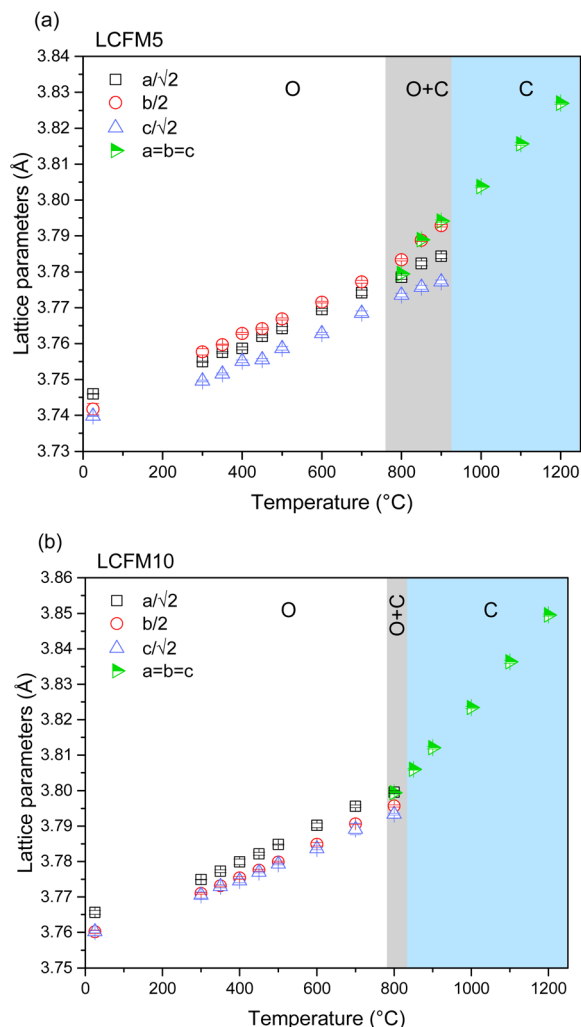 (a)
LCFM5
3.84
3.83
3.82
3.81
3.80
3.79
3.78
3.77
3.76
3.75
3.74
3.73
Lattice parameters (Å)
a/√2
b/2
c/√2
a=b=c
O
O+C
C
0 200 400 600 800 1000 1200
Temperature (°C)
(b)
LCFM10
3.86
3.85
3.84
3.83
3.82
3.81
3.80
3.79
3.78
3.77
3.76
3.75
Lattice parameters (Å)
a/√2
b/2
c/√2
a=b=c
O
O+C
C
0 200 400 600 800 1000 1200
Temperature (°C)